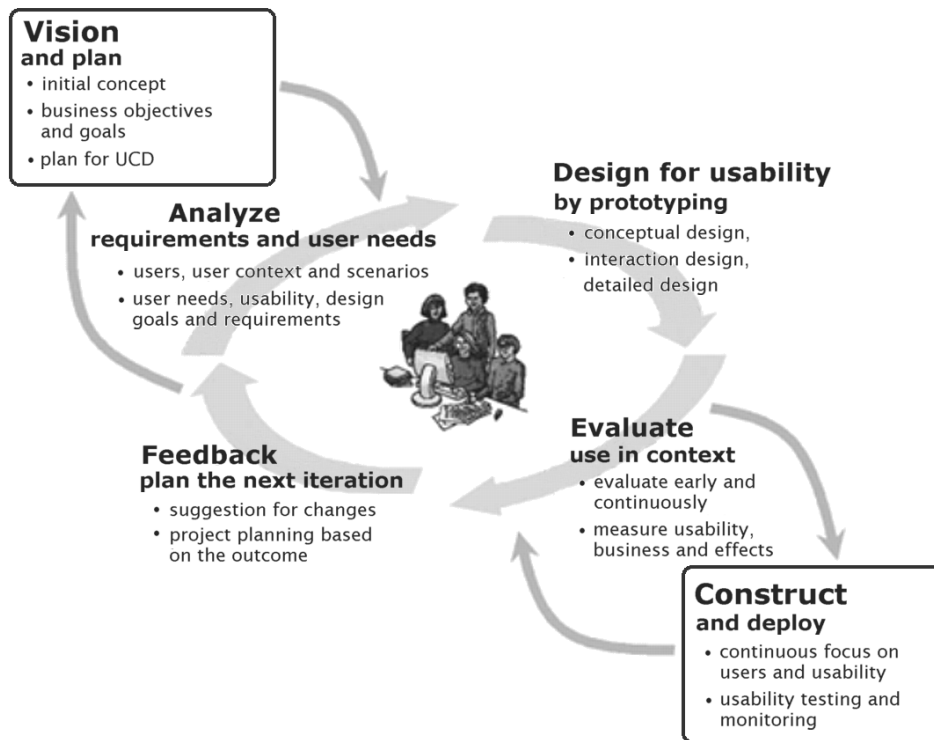 Vision
and plan
• initial concept
• business objectives
and goals
• plan for UCD
Analyze
requirements and user needs
• users, user context and scenarios
• user needs, usability, design
goals and requirements
Design for usability
by prototyping
• conceptual design,
• interaction design,
detailed design
Evaluate
use in context
• evaluate early and
continuously
• measure usability,
business and effects
Feedback
plan the next iteration
• suggestion for changes
• project planning based
on the outcome
Construct
and deploy
• continuous focus on
users and usability
• usability testing and
monitoring